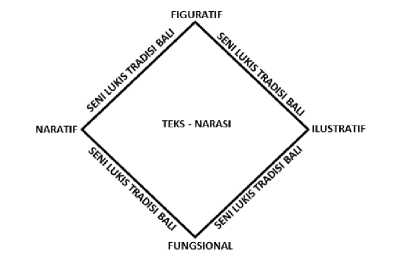 FIGURATIF
SENI LUKIS TRADISI BALI
SENI LUKIS TRADISI BALI
NARATIF
TEKS - NARASI
ILUSTRATIF
SENI LUKIS TRADISI BALI
SENI LUKIS TRADISI BALI
FUNGSIONAL